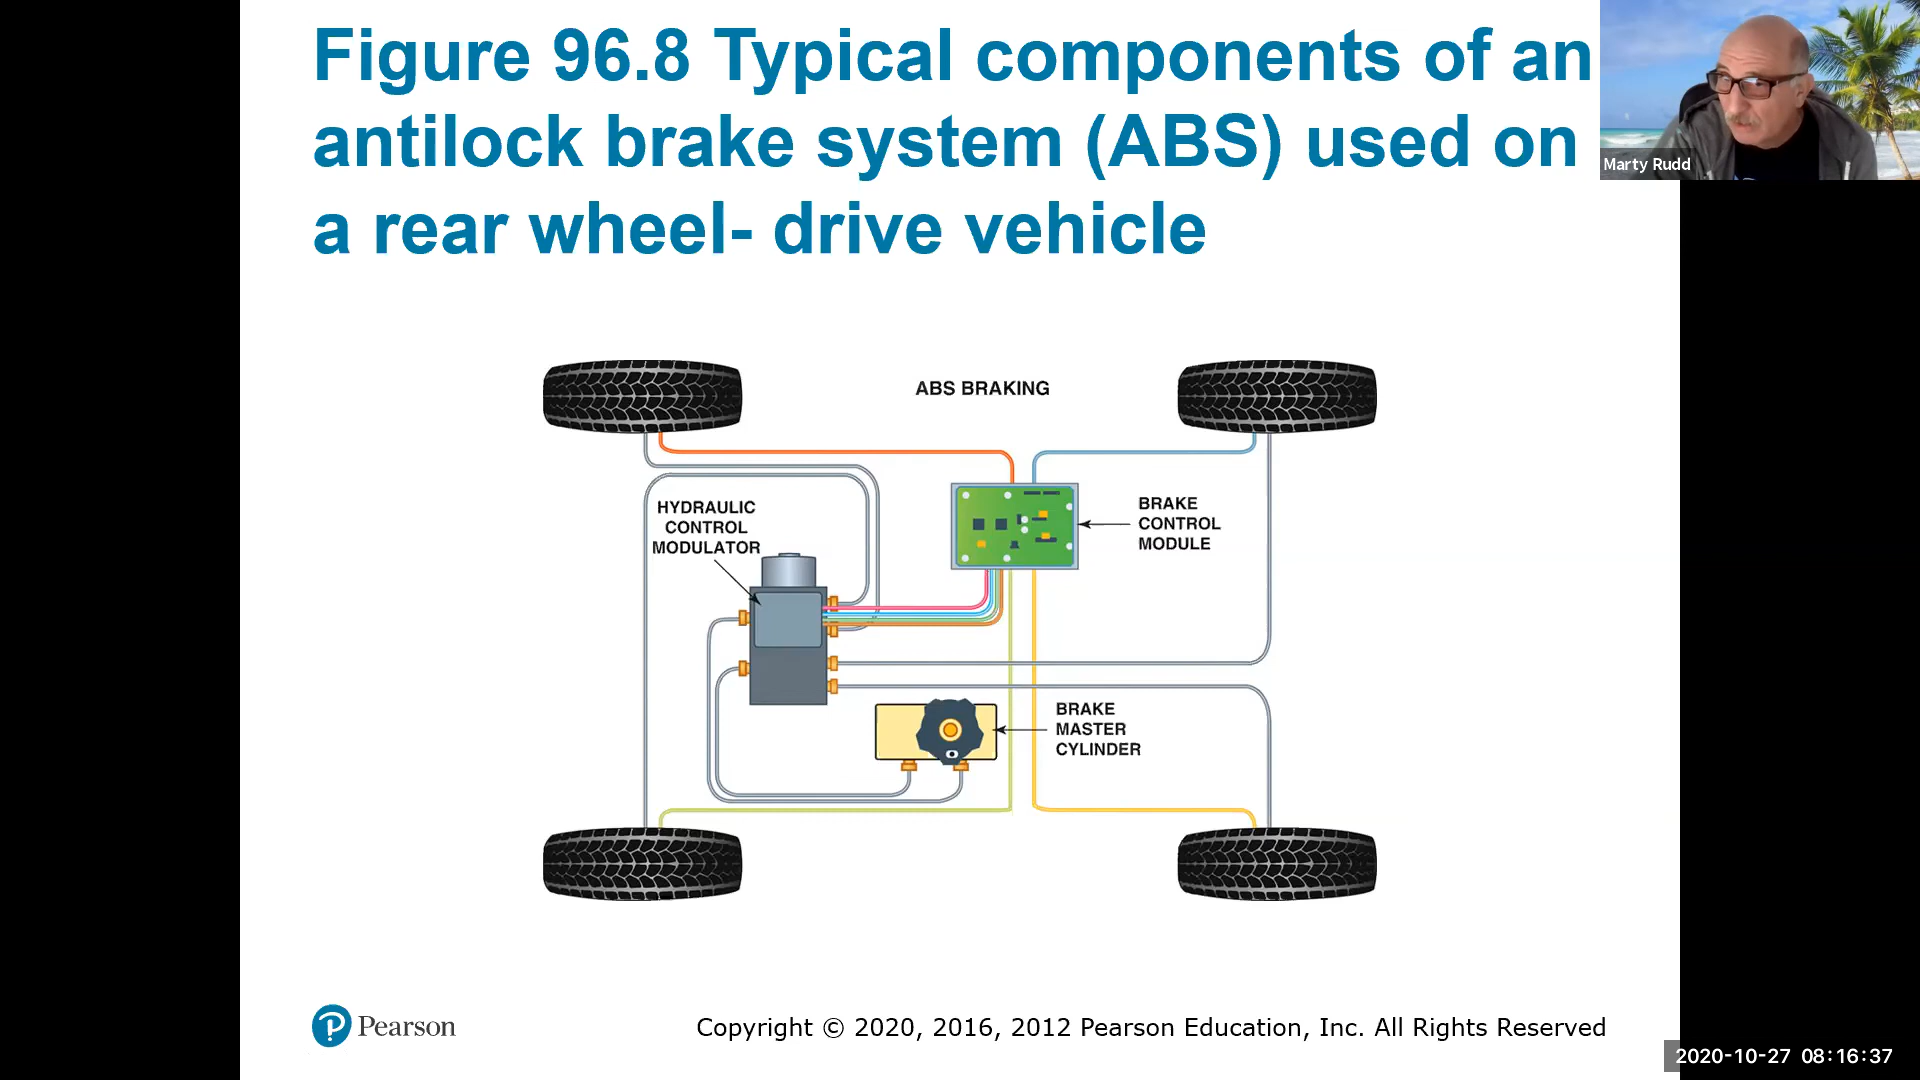 Figure 96.8 Typical components of an
antilock brake system (ABS) used on
a rear wheel- drive vehicle
Marty Rudd
ABS BRAKING
HYDRAULIC
CONTROL
MODULATOR
BRAKE
CONTROL
MODULE
BRAKE
MASTER
CYLINDER
Pearson
Copyright © 2020, 2016, 2012 Pearson Education, Inc. All Rights Reserved
2020-10-27 08:16:37